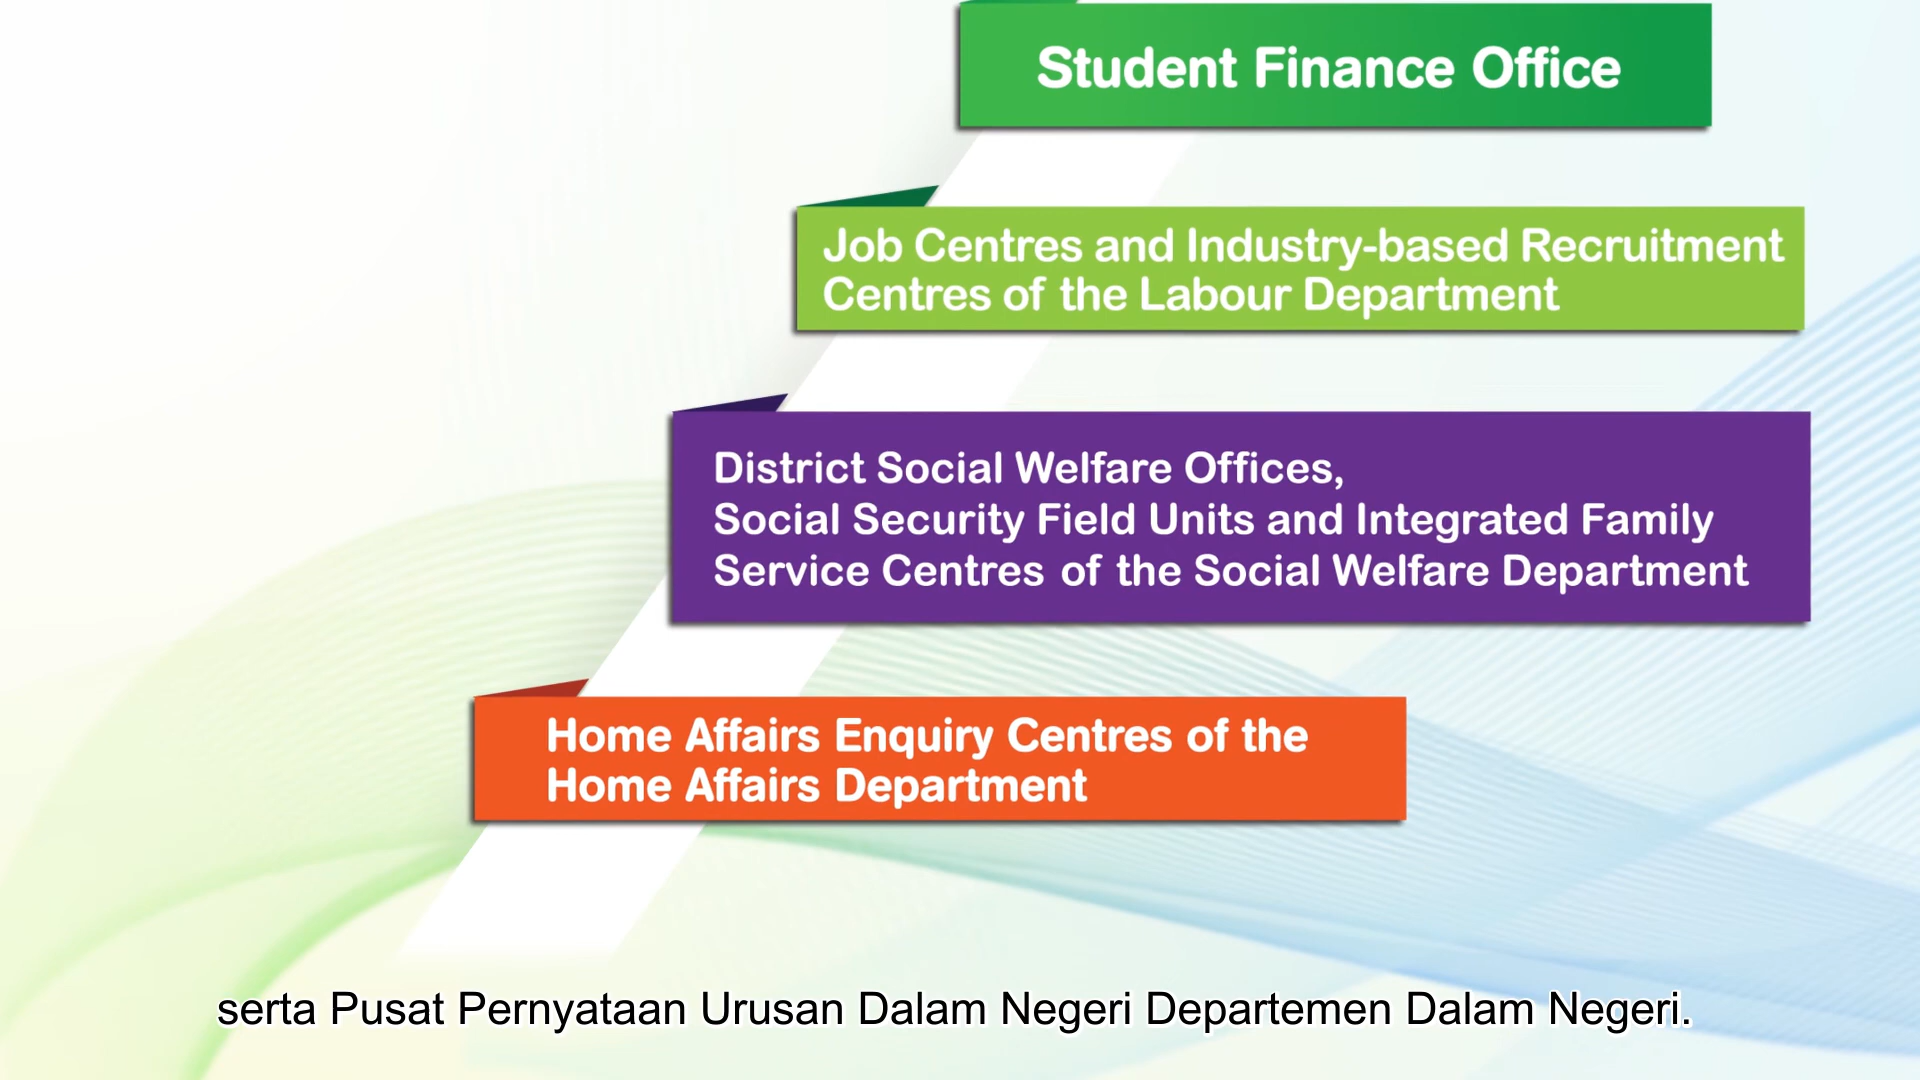 Student Finance Office
Job Centres and Industry-based Recruitment
Centres of the Labour Department
District Social Welfare Offices,
Social Security Field Units and Integrated Family
Service Centres of the Social Welfare Department
Home Affairs Enquiry Centres of the
Home Affairs Department
serta Pusat Pernyataan Urusan Dalam Negeri Departemen Dalam Negeri.